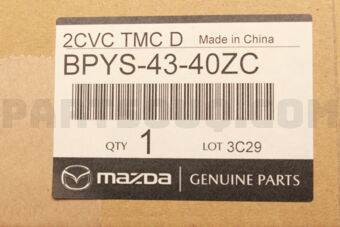 2CVC TMC D Made in China
BPYS-43-40ZC
QTY 1 LOT 3C29
mazda GENUINE PARTS